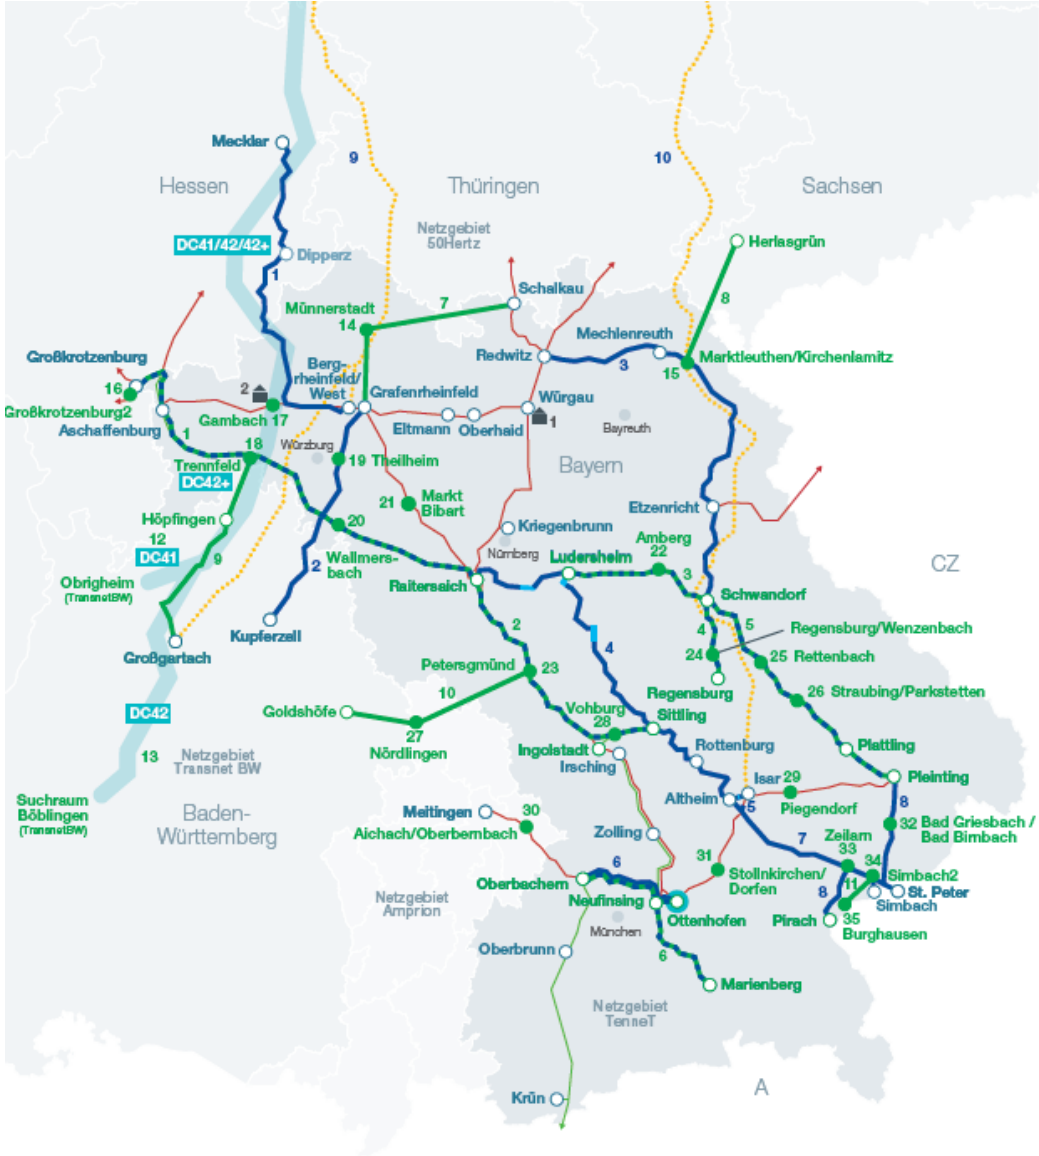 Mecklar
9
10
Hessen
Thüringen
Sachsen
Netzgebiet
50Hertz
DC41/42/42+
Dipperz
Herlasgrün
1
Schalkau
7
Münnerstadt
14
8
Mechlenreuth
Redwitz
3
Marktleuthen/Kirchenlamitz
15
Großkrotzenburg
16
Großkrotzenburg2
Aschaffenburg
Berg-
rheinfeld/
West
Grafenrheinfeld
2
Gambach 17
Eltmann
Oberhaid
Würgau
1
Bayreuth
1
18
Würzburg
Trennfeld
DC42+
19 Theilheim
Bayern
21
Markt
Bibart
Etzenricht
Höpfingen
12
DC41
9
20
Wallmers-
bach
Kriegenbrunn
Nürnberg
Ludersheim
Amberg
22
CZ
Obrigheim
(TransnetBW)
2
Raitersaich
3
Schwandorf
Kupferzell
Großgartach
2
4
4
5
Regensburg/Wenzenbach
24
25 Rettenbach
Petersgmünd
23
Regensburg
26 Straubing/Parkstetten
DC42
Goldshöfe
10
27
Nördlingen
Vohburg
28
Sittling
Ingolstadt
Irsching
Rottenburg
Plattling
13
Netzgebiet
Transnet BW
Isar
29
Pleinting
Suchraum
Böblingen
(TransnetBW)
Baden-
Württemberg
Meitingen
30
Aichach/Oberbernbach
Altheim
5
Piegendorf
8
Zolling
7
32
Bad Griesbach /
Bad Birnbach
Zeilarn
33
34
31
Stollnkirchen/
Dorfen
6
Oberbachern
Neufinsing
Ottenhofen
8
11
Simbach2
St. Peter
Simbach
Netzgebiet
Amprion
Pirach
35
Burghausen
München
Oberbrunn
6
Marienberg
Netzgebiet
TenneT
A
Krün